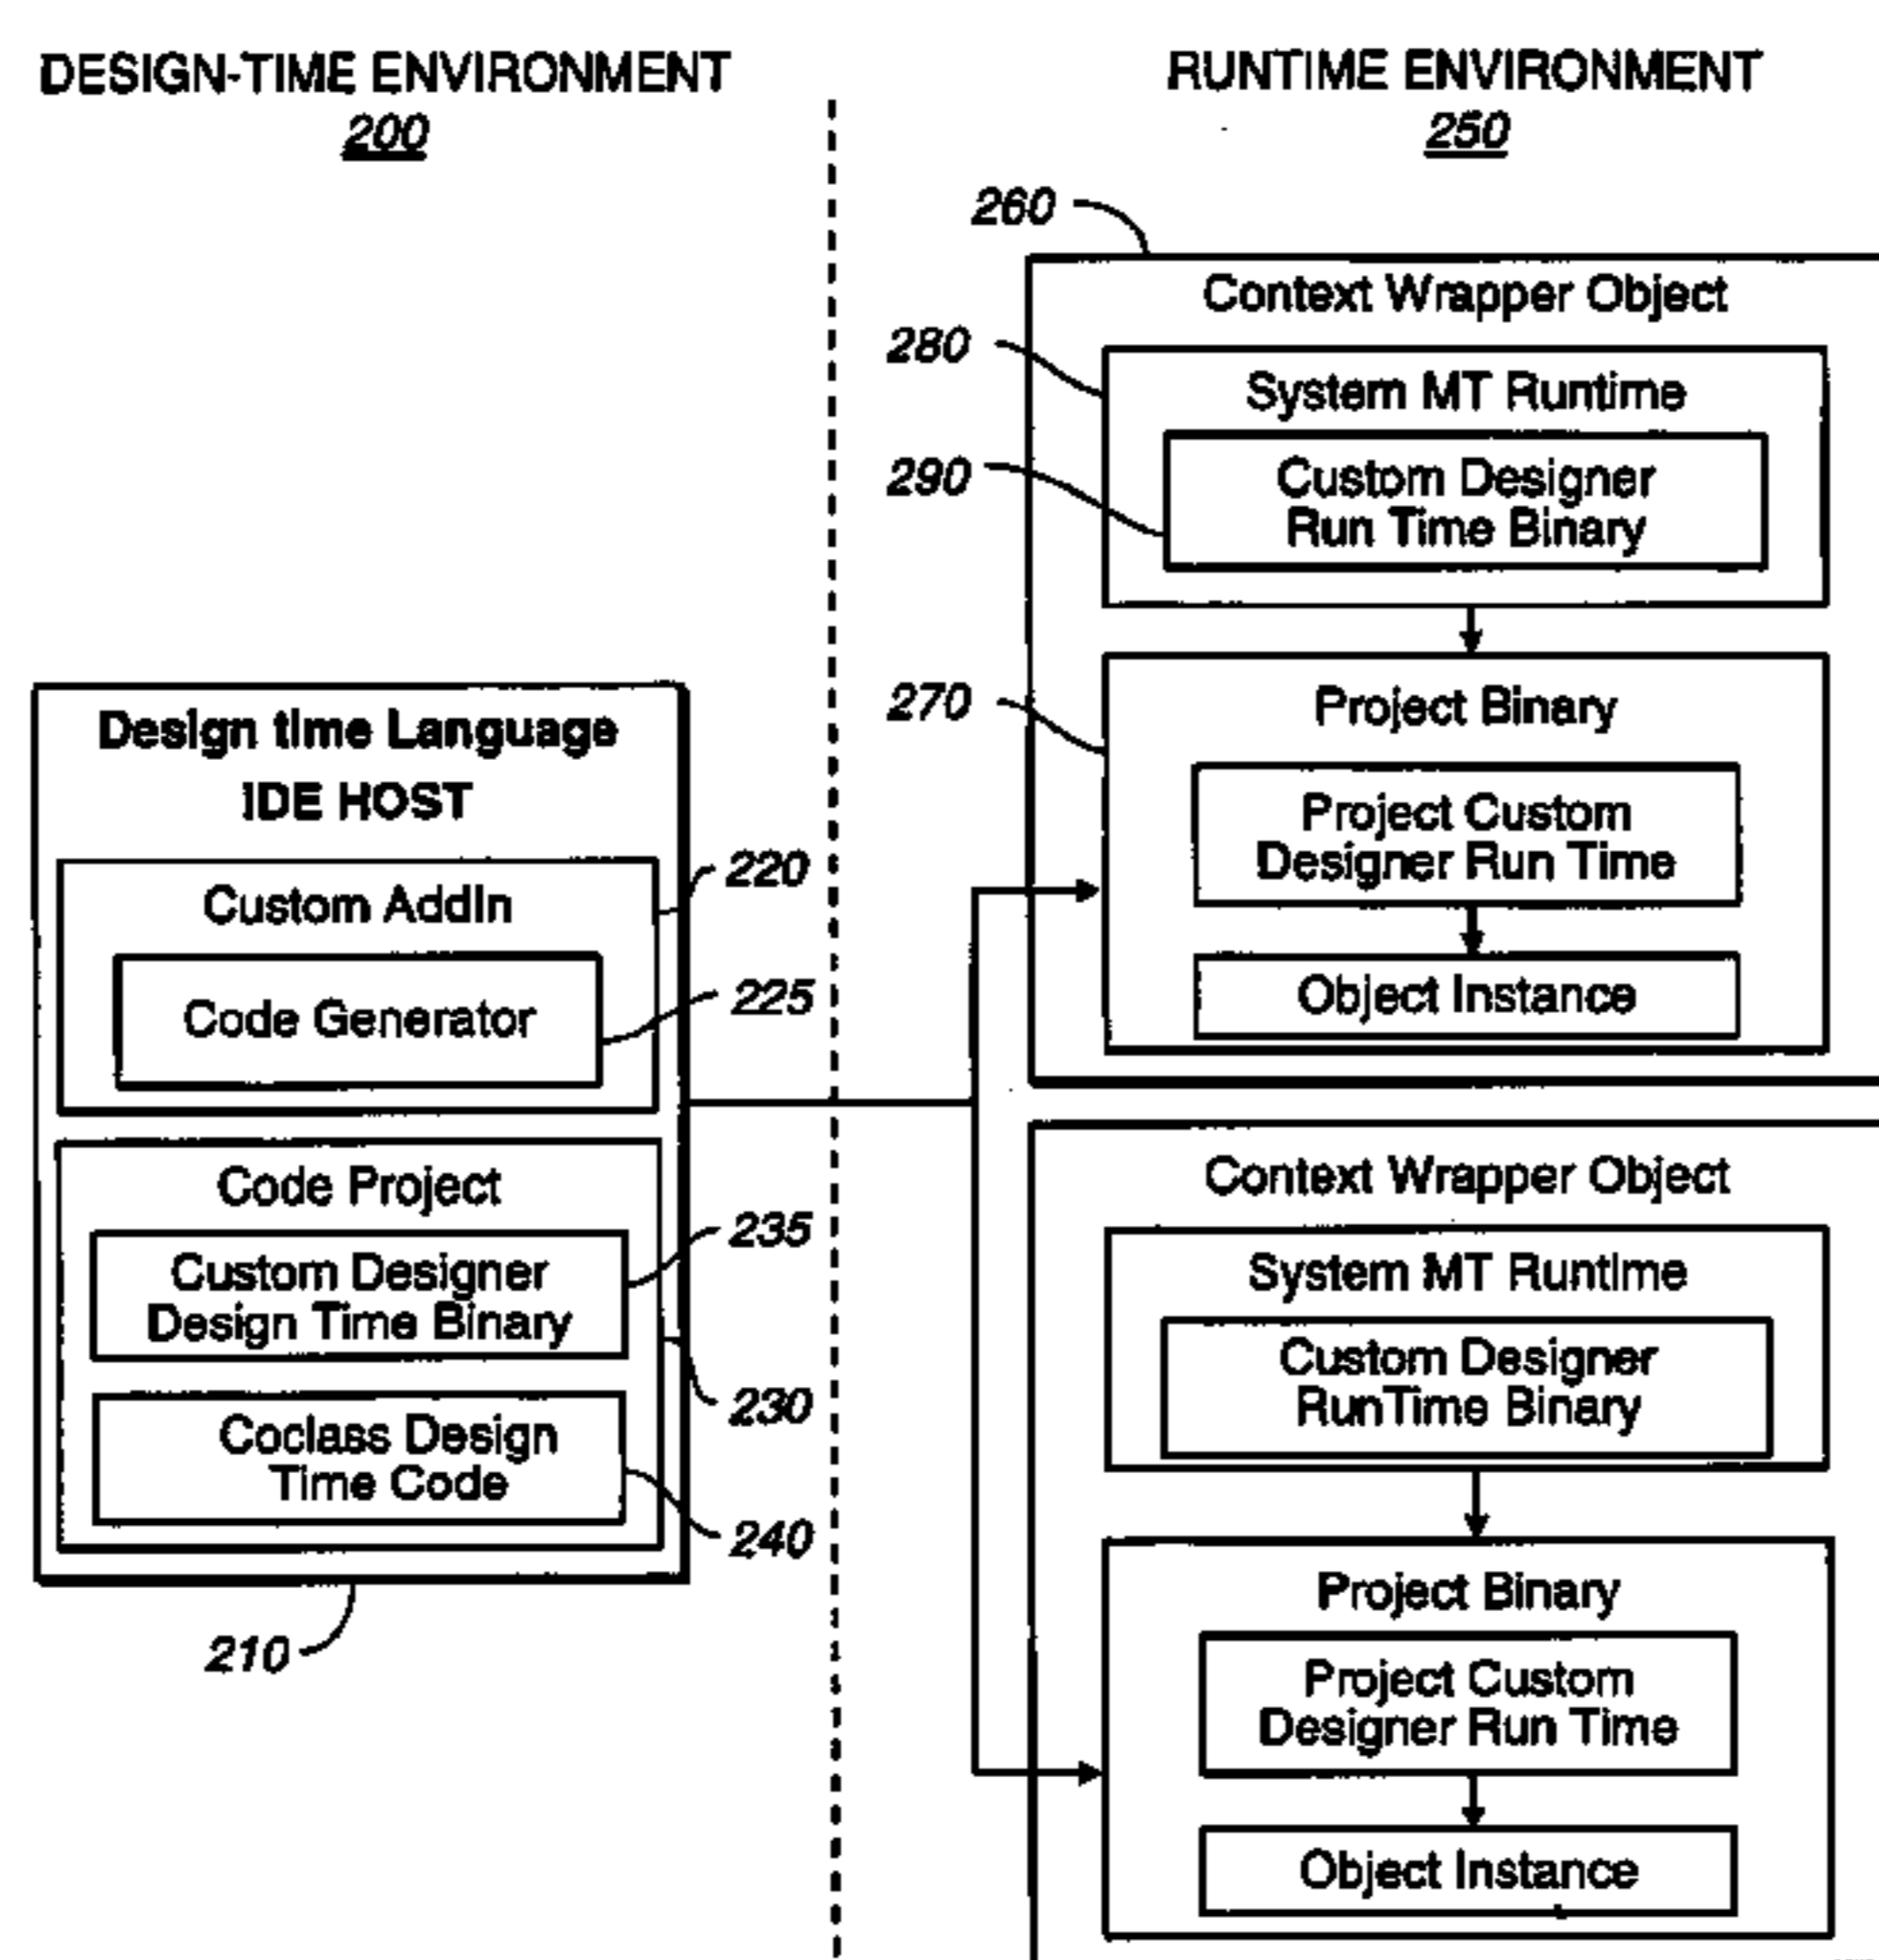 DESIGN-TIME ENVIRONMENT
200
RUNTIME ENVIRONMENT
250
260
Context Wrapper Object
280
System MT Runtime
290
Custom Designer
Run Time Binary
270
Project Binary
Project Custom
Designer Run Time
Object Instance
Design time Language
IDE HOST
220
Custom AddIn
225
Code Generator
Code Project
235
Custom Designer
Design Time Binary
230
Coclass Design
Time Code
240
210
Context Wrapper Object
System MT Runtime
Custom Designer
RunTime Binary
Project Binary
Project Custom
Designer Run Time
Object Instance